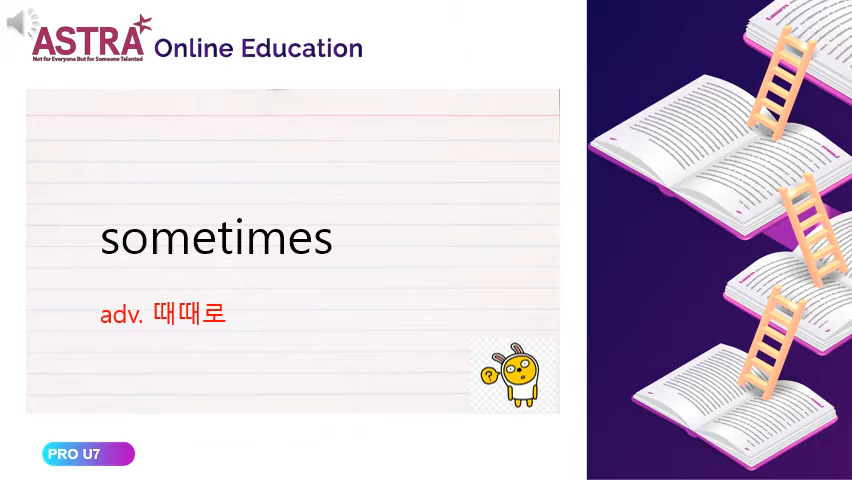 ASTRA
Not for Everyone But for Someone Talented
Online Education
sometimes
adv. 때때로
?
PRO U7